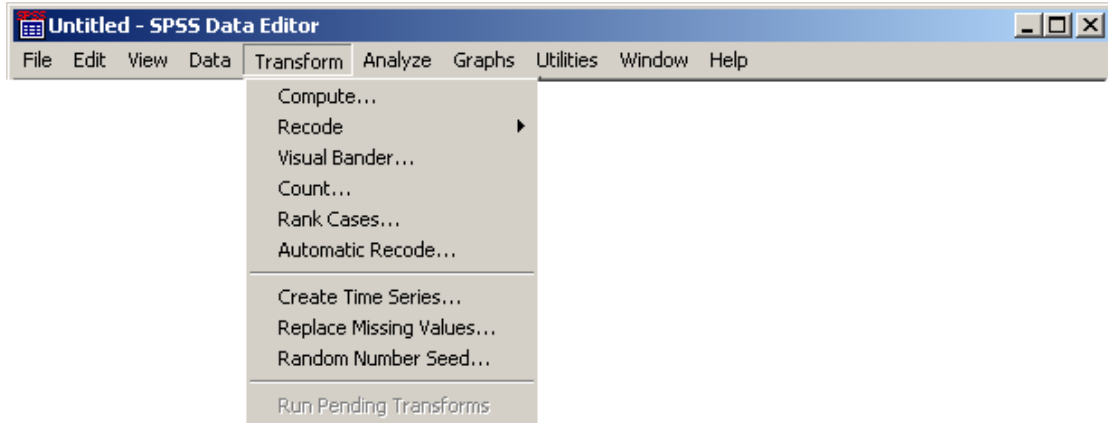 SPSS
Untitled - SPSS Data Editor
File Edit View Data Transform Analyze Graphs Utilities Window Help
Compute...
Recode
Visual Bander...
Count...
Rank Cases...
Automatic Recode...
Create Time Series...
Replace Missing Values...
Random Number Seed...
Run Pending Transforms